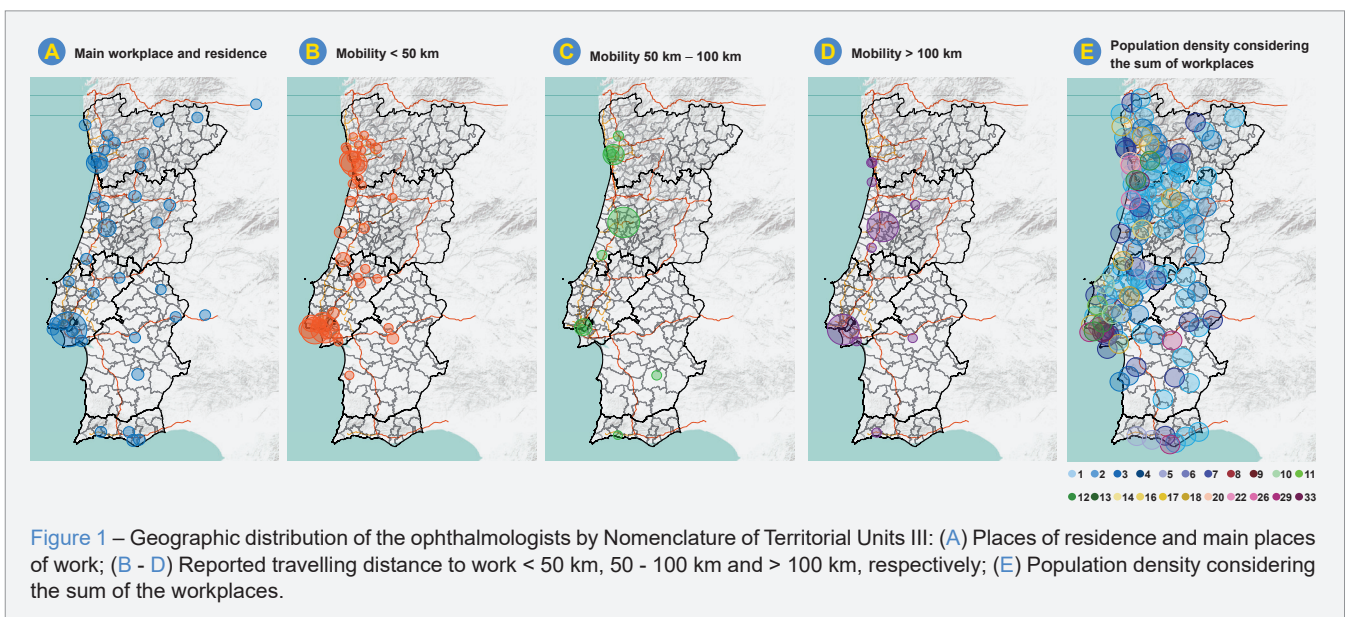 A Main workplace and residence
B Mobility < 50 km
C Mobility 50 km – 100 km
D Mobility > 100 km
E Population density considering
the sum of workplaces
1 2 3 4 5 6 7 8 9 10 11
12 13 14 16 17 18 20 22 26 29 33
Figure 1 – Geographic distribution of the ophthalmologists by Nomenclature of Territorial Units III: (A) Places of residence and main places
of work; (B - D) Reported travelling distance to work < 50 km, 50 - 100 km and > 100 km, respectively; (E) Population density considering
the sum of the workplaces.